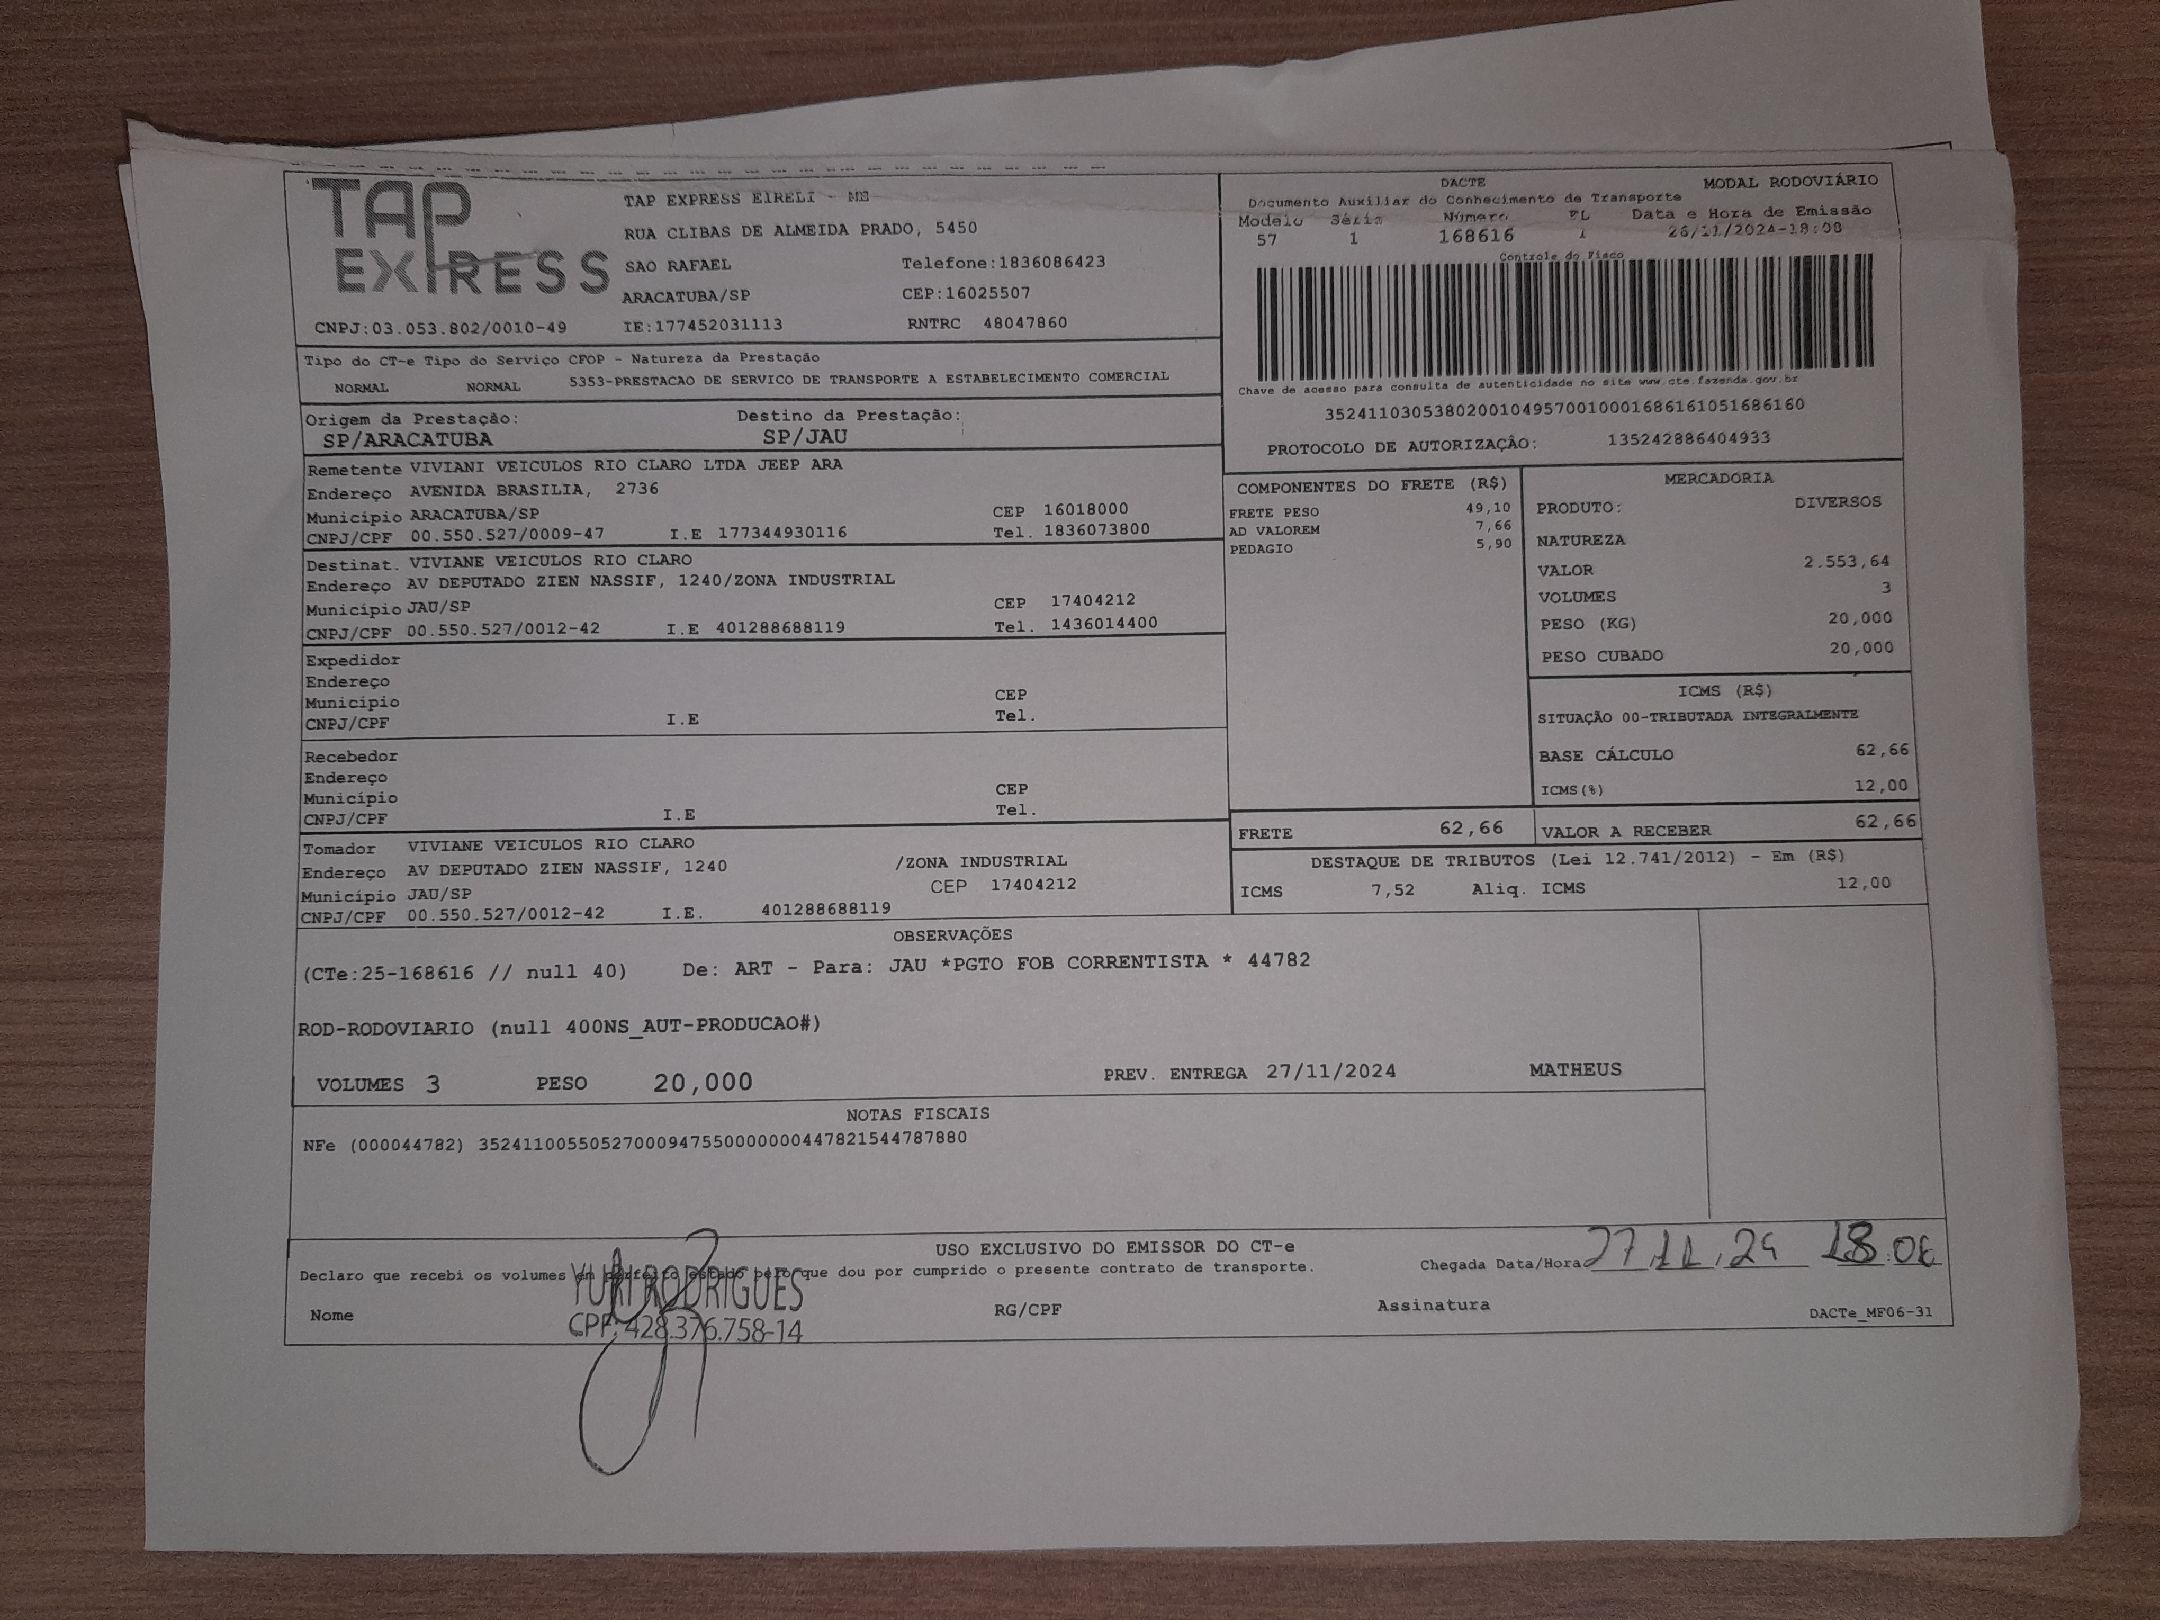 TAP
EXPRESS
TAP EXPRESS EIRELI - ME
RUA CLIBAS DE ALMEIDA PRADO, 5450
SAO RAFAEL Telefone:1836086423
ARACATUBA/SP CEP:16025507
CNPJ:03.053.802/0010-49 IE:177452031113 RNTRC 48047860
DACTE MODAL RODOVIÁRIO
Documento Auxiliar do Conhecimento de Transporte
Modelo Série Número FL Data e Hora de Emissão
57 1 168616 1 26/11/2024-18:08
Controle do Fisco
Chave de acesso para consulta de autenticidade no site www.cte.fazenda.gov.br
35241103053802001049570010001686161051686160
PROTOCOLO DE AUTORIZAÇÃO: 135242886404933
Tipo do CT-e Tipo do Serviço CFOP - Natureza da Prestação
NORMAL NORMAL 5353-PRESTACAO DE SERVICO DE TRANSPORTE A ESTABELECIMENTO COMERCIAL
Origem da Prestação: Destino da Prestação:
SP/ARACATUBA SP/JAU
Remetente VIVIANI VEICULOS RIO CLARO LTDA JEEP ARA
Endereço AVENIDA BRASILIA, 2736
Município ARACATUBA/SP CEP 16018000
CNPJ/CPF 00.550.527/0009-47 I.E 177344930116 Tel. 1836073800
Destinat. VIVIANE VEICULOS RIO CLARO
Endereço AV DEPUTADO ZIEN NASSIF, 1240/ZONA INDUSTRIAL
Município JAU/SP CEP 17404212
CNPJ/CPF 00.550.527/0012-42 I.E 401288688119 Tel. 1436014400
Expedidor
Endereço
Município CEP
CNPJ/CPF I.E Tel.
Recebedor
Endereço
Município CEP
CNPJ/CPF I.E Tel.
Tomador VIVIANE VEICULOS RIO CLARO
Endereço AV DEPUTADO ZIEN NASSIF, 1240 /ZONA INDUSTRIAL
Município JAU/SP CEP 17404212
CNPJ/CPF 00.550.527/0012-42 I.E. 401288688119
COMPONENTES DO FRETE (R$)
FRETE PESO 49,10
AD VALOREM 7,66
PEDAGIO 5,90
MERCADORIA
PRODUTO: DIVERSOS
NATUREZA
VALOR 2.553,64
VOLUMES 3
PESO (KG) 20,000
PESO CUBADO 20,000
ICMS (R$)
SITUAÇÃO 00-TRIBUTADA INTEGRALMENTE
BASE CÁLCULO 62,66
ICMS(%) 12,00
FRETE 62,66 VALOR A RECEBER 62,66
DESTAQUE DE TRIBUTOS (Lei 12.741/2012) - Em (R$)
ICMS 7,52 Aliq. ICMS 12,00
OBSERVAÇÕES
(CTe:25-168616 // null 40) De: ART - Para: JAU *PGTO FOB CORRENTISTA * 44782
ROD-RODOVIARIO (null 400NS_AUT-PRODUCAO#)
VOLUMES 3 PESO 20,000 PREV. ENTREGA 27/11/2024 MATHEUS
NOTAS FISCAIS
NFe (000044782) 35241100550527000947550000000447821544787880
USO EXCLUSIVO DO EMISSOR DO CT-e
Declaro que recebi os volumes em perfeito estado pelo que dou por cumprido o presente contrato de transporte. Chegada Data/Hora 27 11 24 18:06
YURI RODRIGUES
CPF: 428.376.758-14
Nome RG/CPF Assinatura DACTe_MF06-31